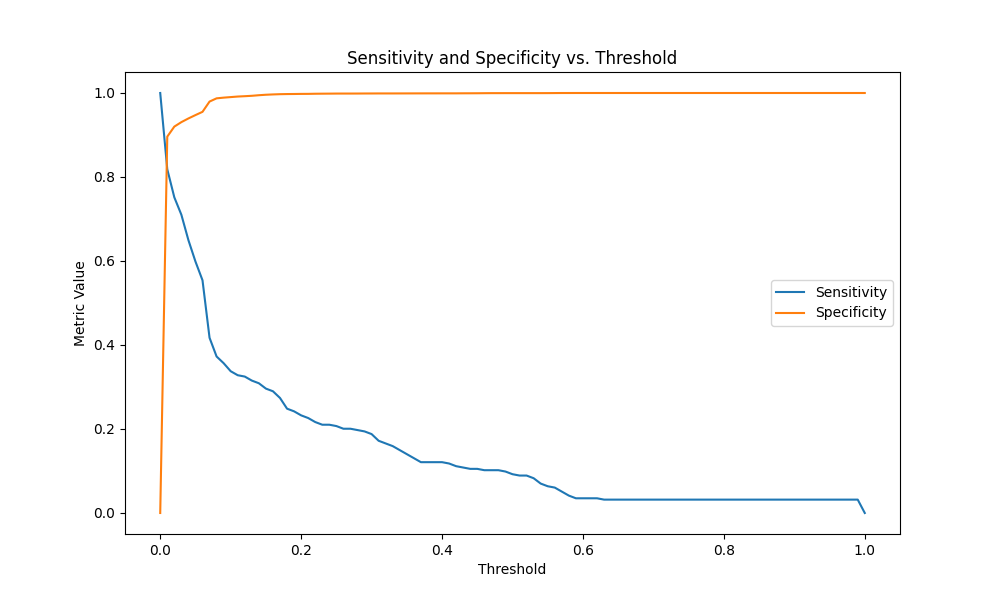 Sensitivity and Specificity vs. Threshold
1.0
0.8
0.6
0.4
0.2
0.0
Metric Value
Sensitivity
Specificity
0.0 0.2 0.4 0.6 0.8 1.0
Threshold